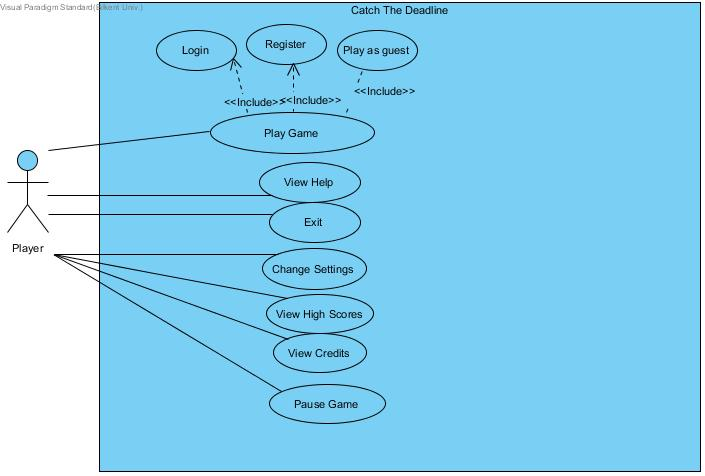 Visual Paradigm Standard(Bilkent Univ.)
Catch The Deadline
Login
Register
Play as guest
<<Include>>
<<Include>>
<<Include>>
Play Game
View Help
Exit
Player
Change Settings
View High Scores
View Credits
Pause Game